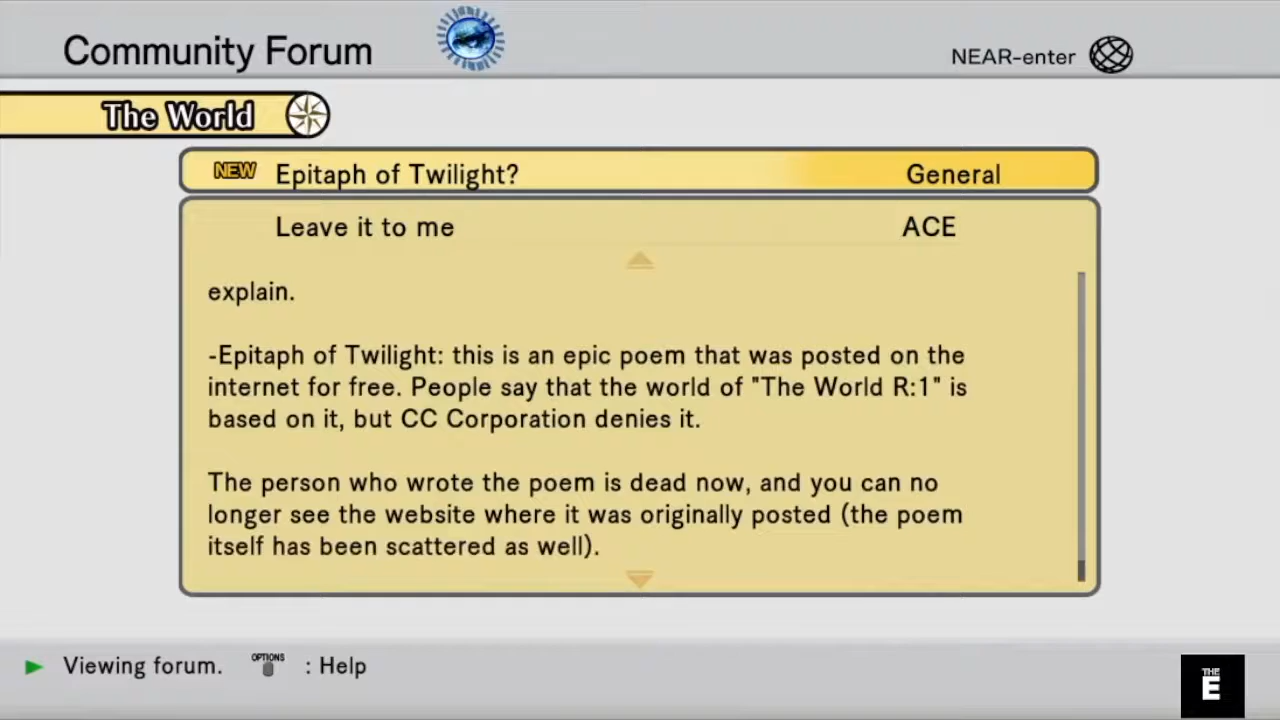 Community Forum
NEAR-enter
The World
NEW Epitaph of Twilight? General
Leave it to me ACE
explain.
-Epitaph of Twilight: this is an epic poem that was posted on the
internet for free. People say that the world of "The World R:1" is
based on it, but CC Corporation denies it.
The person who wrote the poem is dead now, and you can no
longer see the website where it was originally posted (the poem
itself has been scattered as well).
Viewing forum. OPTIONS : Help
THE
E